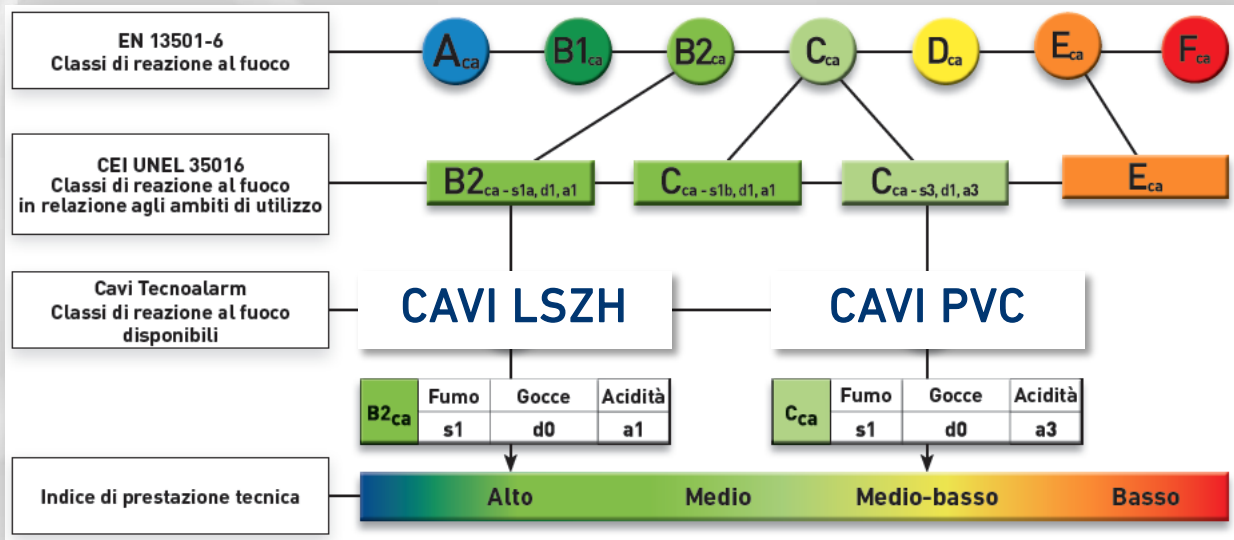 EN 13501-6
Classi di reazione al fuoco
Aca
B1ca
B2ca
Cca
Dca
Eca
Fca
CEI UNEL 35016
Classi di reazione al fuoco
in relazione agli ambiti di utilizzo
B2ca - s1a, d1, a1
Cca - s1b, d1, a1
Cca - s3, d1, a3
Eca
Cavi Tecnoalarm
Classi di reazione al fuoco
disponibili
CAVI LSZH
CAVI PVC
B2ca
Fumo Gocce Acidità
s1 d0 a1
Cca
Fumo Gocce Acidità
s1 d0 a3
Indice di prestazione tecnica
Alto Medio Medio-basso Basso